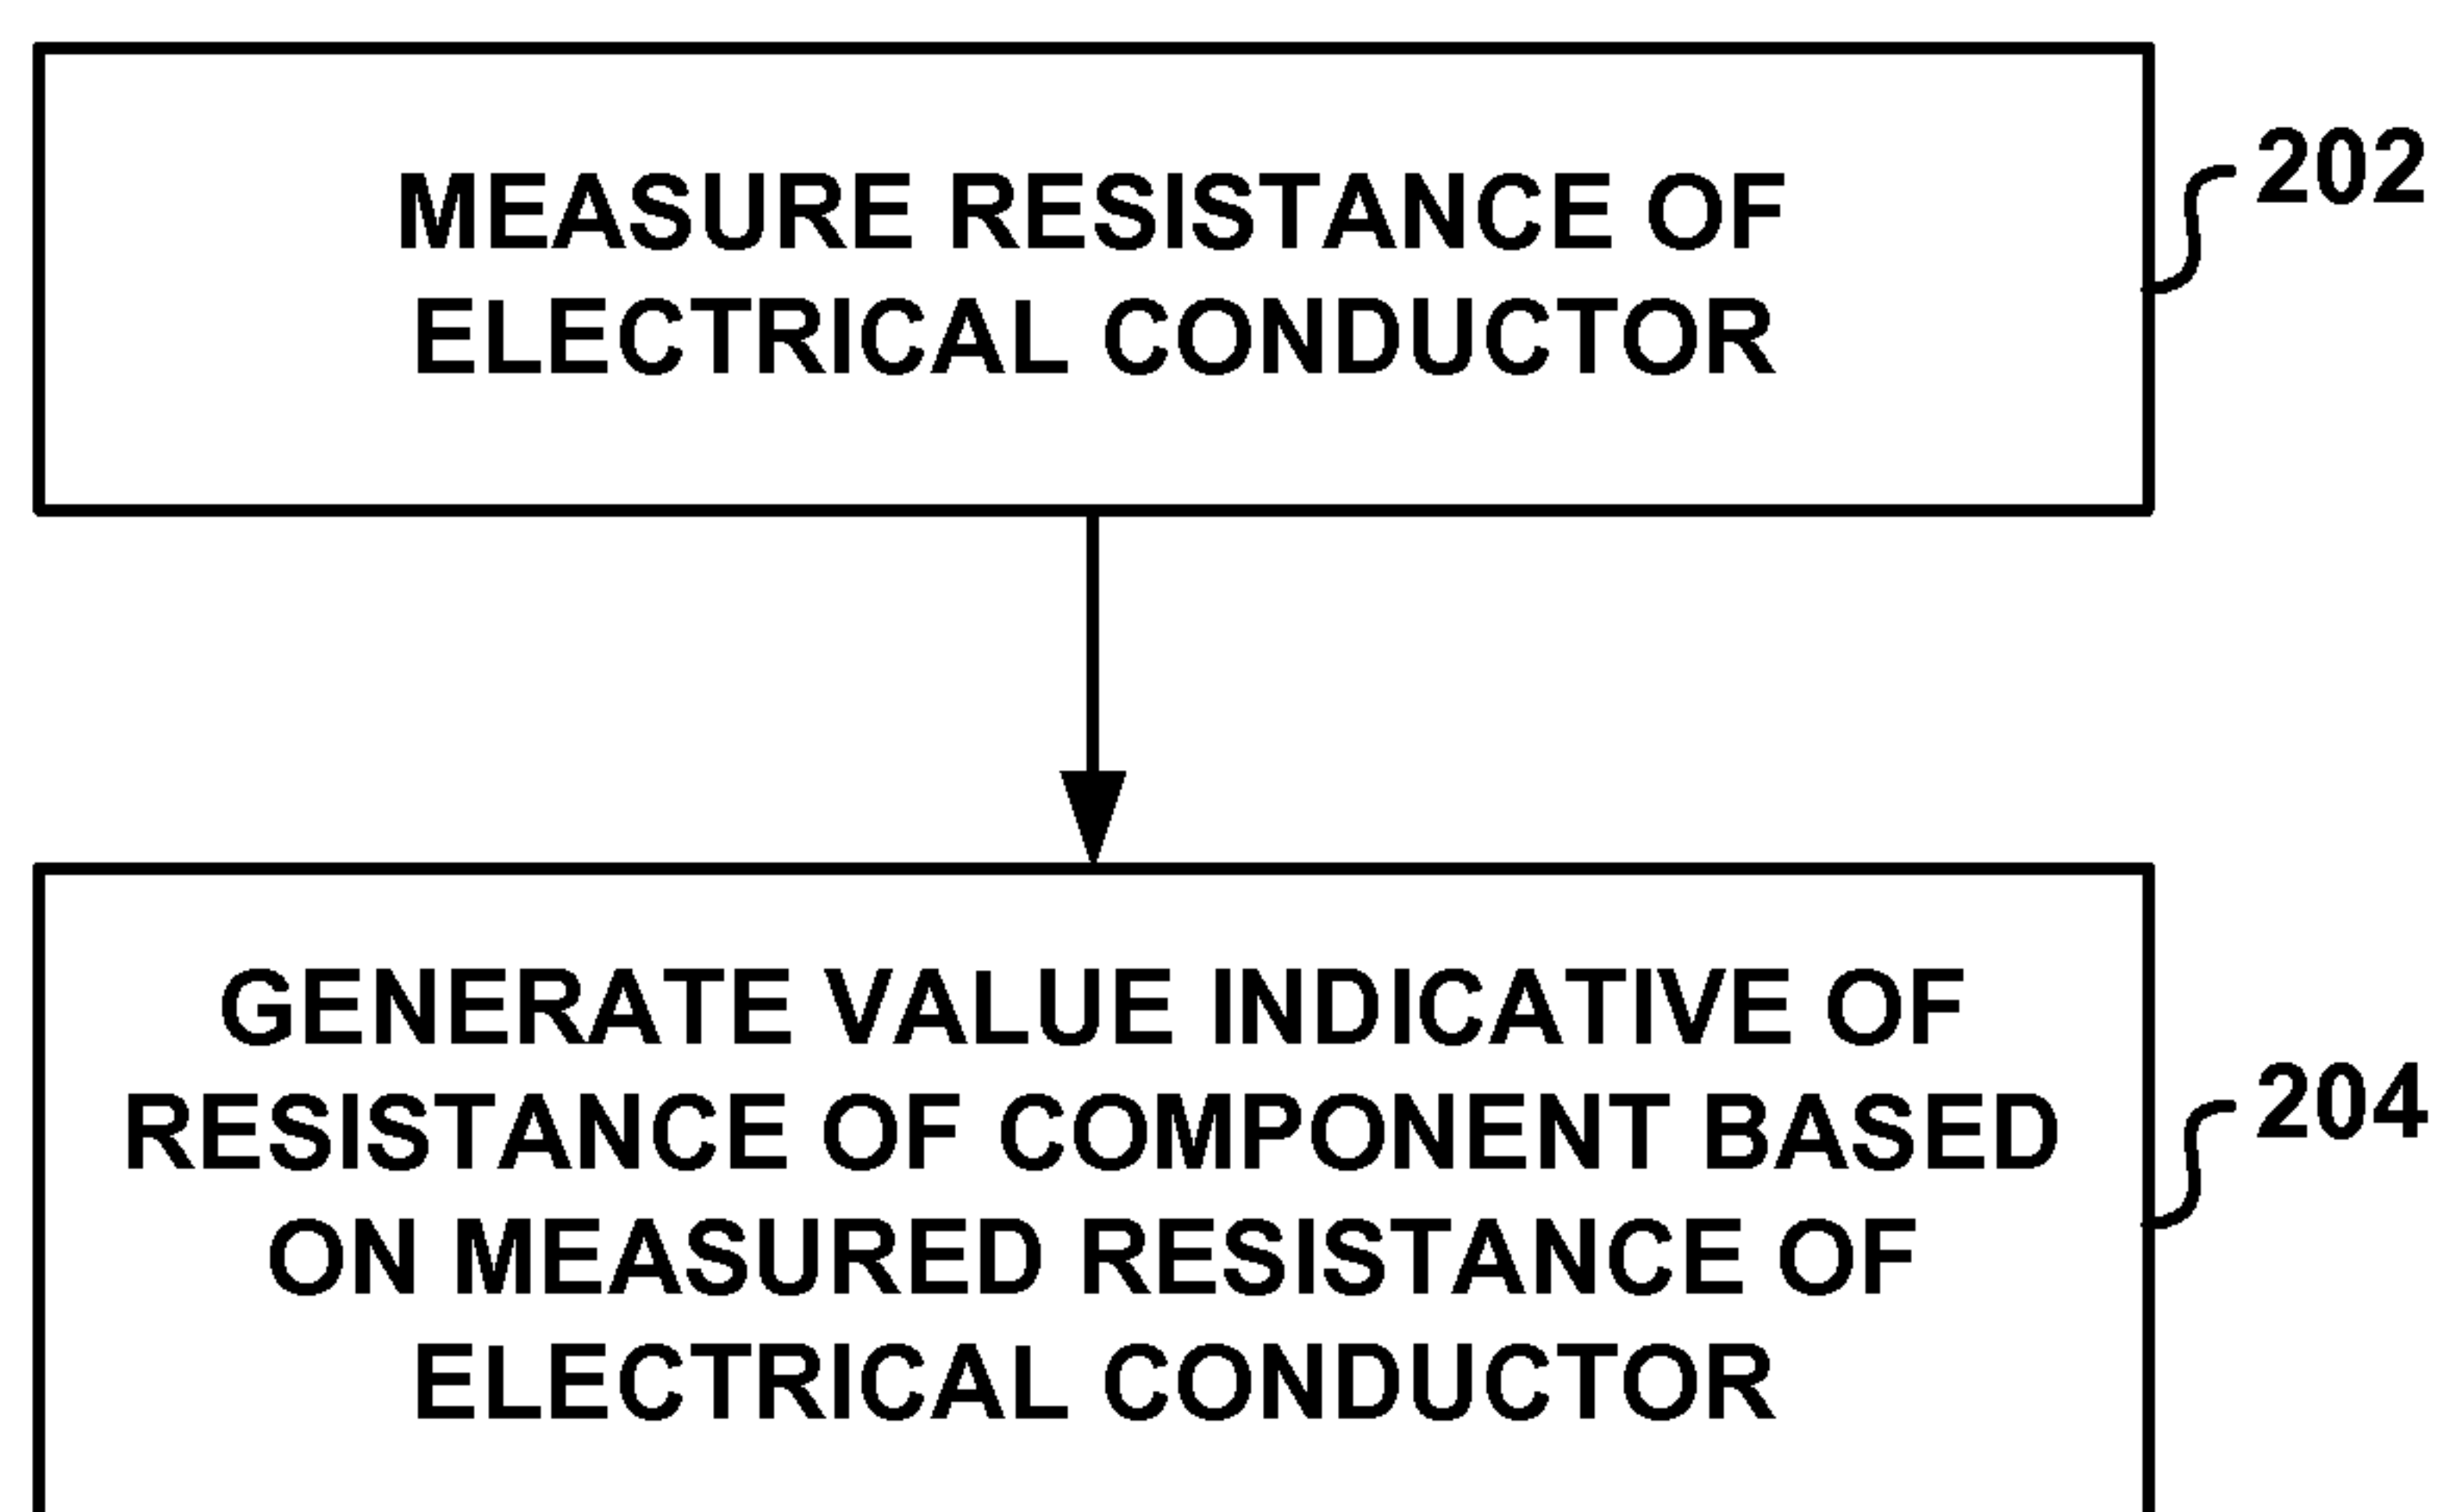 MEASURE RESISTANCE OF
ELECTRICAL CONDUCTOR
202
GENERATE VALUE INDICATIVE OF
RESISTANCE OF COMPONENT BASED
ON MEASURED RESISTANCE OF
ELECTRICAL CONDUCTOR
204